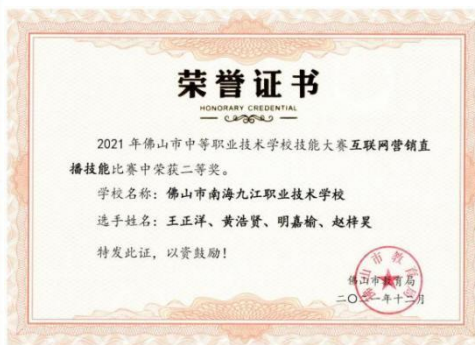 荣誉证书
HONORARY CREDENTIAL
2021年佛山市中等职业技术学校技能大赛互联网营销直
播技能比赛中荣获二等奖。
学校名称:佛山市南海九江职业技术学校
选手姓名:王正洋、黄浩贤、明嘉榆、赵梓昊
特发此证,以资鼓励!
佛山市教育局
二〇二一年十二月